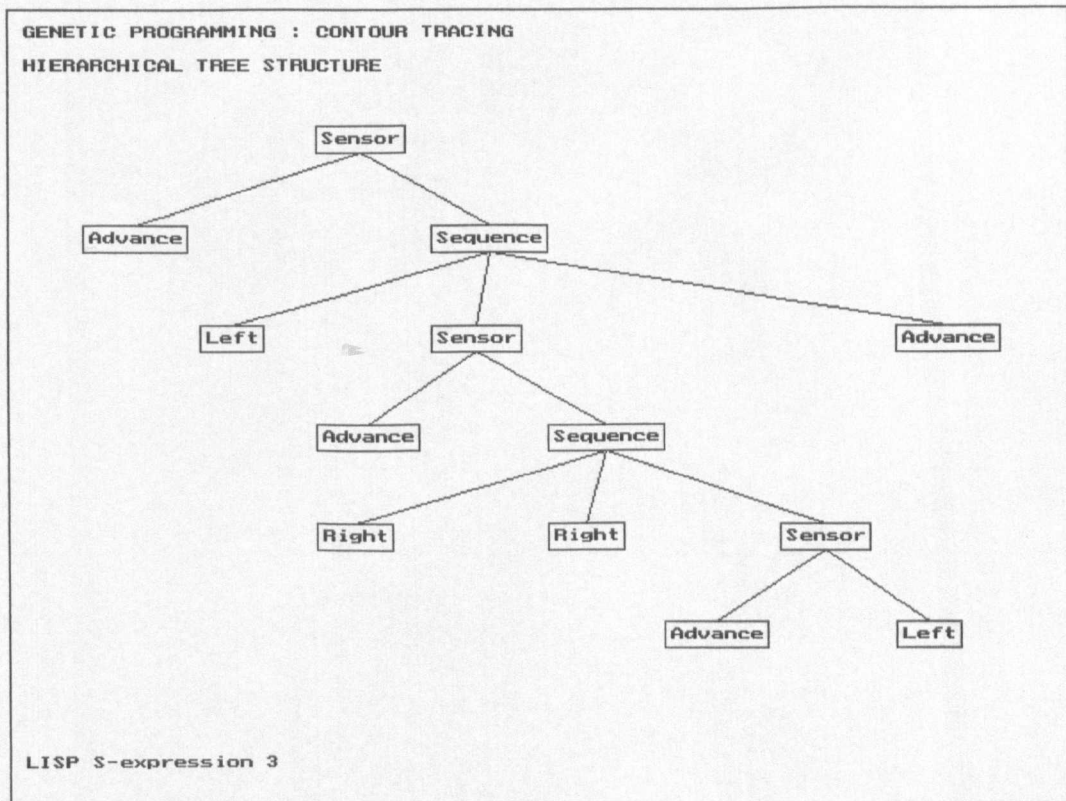 GENETIC PROGRAMMING : CONTOUR TRACING
HIERARCHICAL TREE STRUCTURE
Sensor
Advance Sequence
Left Sensor Advance
Advance Sequence
Right Right Sensor
Advance Left
LISP S-expression 3